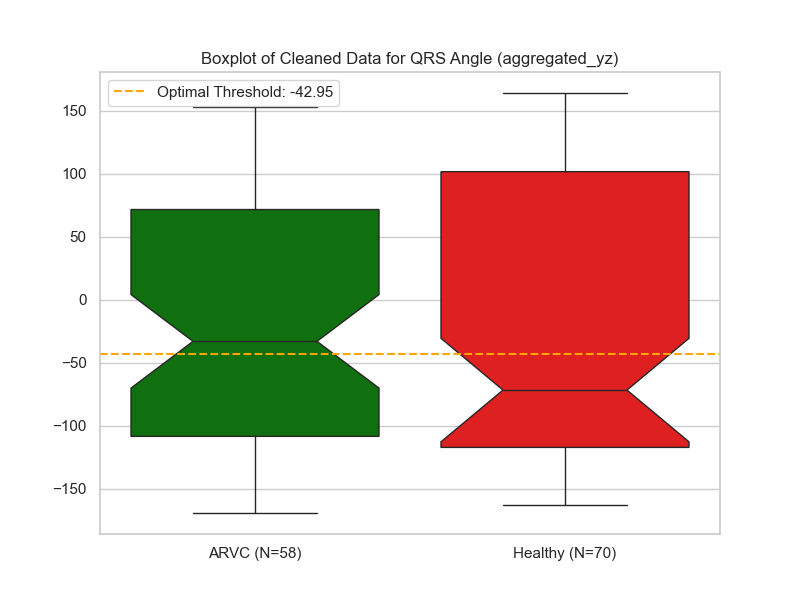 Boxplot of Cleaned Data for QRS Angle (aggregated_yz)
Optimal Threshold: -42.95
150
100
50
0
−50
−100
−150
ARVC (N=58)
Healthy (N=70)